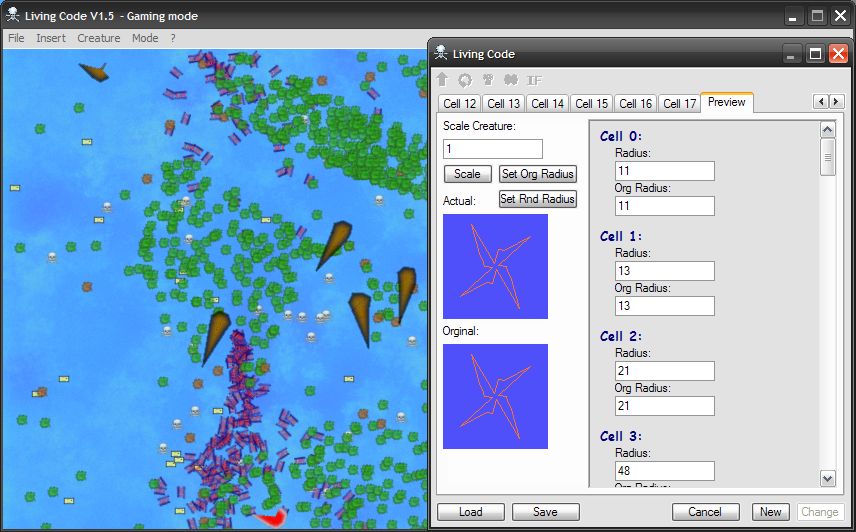 Living Code V1.5 - Gaming mode
File Insert Creature Mode ?
Living Code
IF
Cell 12 Cell 13 Cell 14 Cell 15 Cell 16 Cell 17 Preview
Scale Creature:
1
Scale Set Org Radius
Set Rnd Radius
Actual:
Orginal:
Cell 0:
Radius:
11
Org Radius:
11
Cell 1:
Radius:
13
Org Radius:
13
Cell 2:
Radius:
21
Org Radius:
21
Cell 3:
Radius:
48
Org Radius:
Load Save Cancel New Change